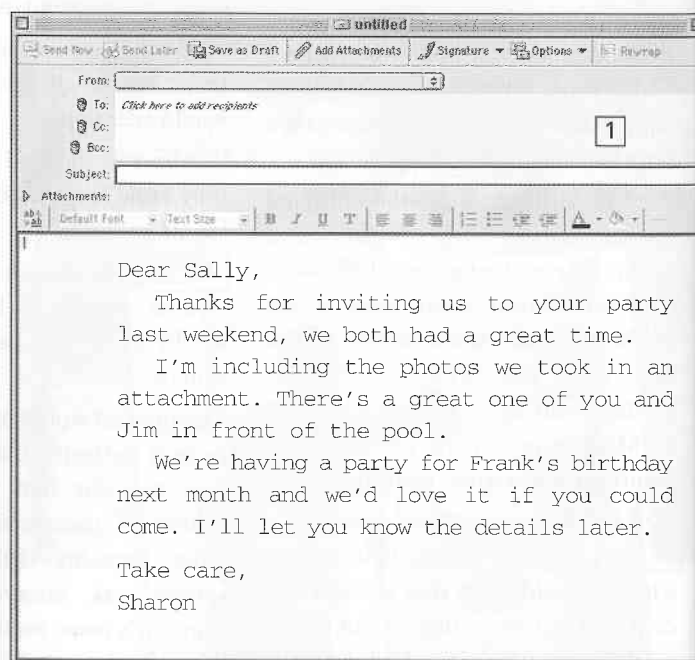 untitled
Send Now Send Later Save as Draft Add Attachments Signature Options Rewrap
From:
To: Click here to add recipients
Cc:
1
Bcc:
Subject:
Attachments:
Default Font Text Size B I U T A
Dear Sally,
Thanks for inviting us to your party
last weekend, we both had a great time.
I'm including the photos we took in an
attachment. There's a great one of you and
Jim in front of the pool.
We're having a party for Frank's birthday
next month and we'd love it if you could
come. I'll let you know the details later.
Take care,
Sharon